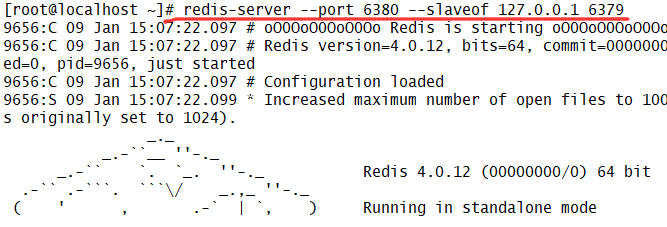 [root@localhost ~]# redis-server --port 6380 --slaveof 127.0.0.1 6379
9656:C 09 Jan 15:07:22.097 # oO0OoO0OoO0Oo Redis is starting oO0OoO0OoO0Oo
9656:C 09 Jan 15:07:22.097 # Redis version=4.0.12, bits=64, commit=0000000
ed=0, pid=9656, just started
9656:C 09 Jan 15:07:22.097 # Configuration loaded
9656:S 09 Jan 15:07:22.099 * Increased maximum number of open files to 100
s originally set to 1024).
Redis 4.0.12 (00000000/0) 64 bit
Running in standalone mode